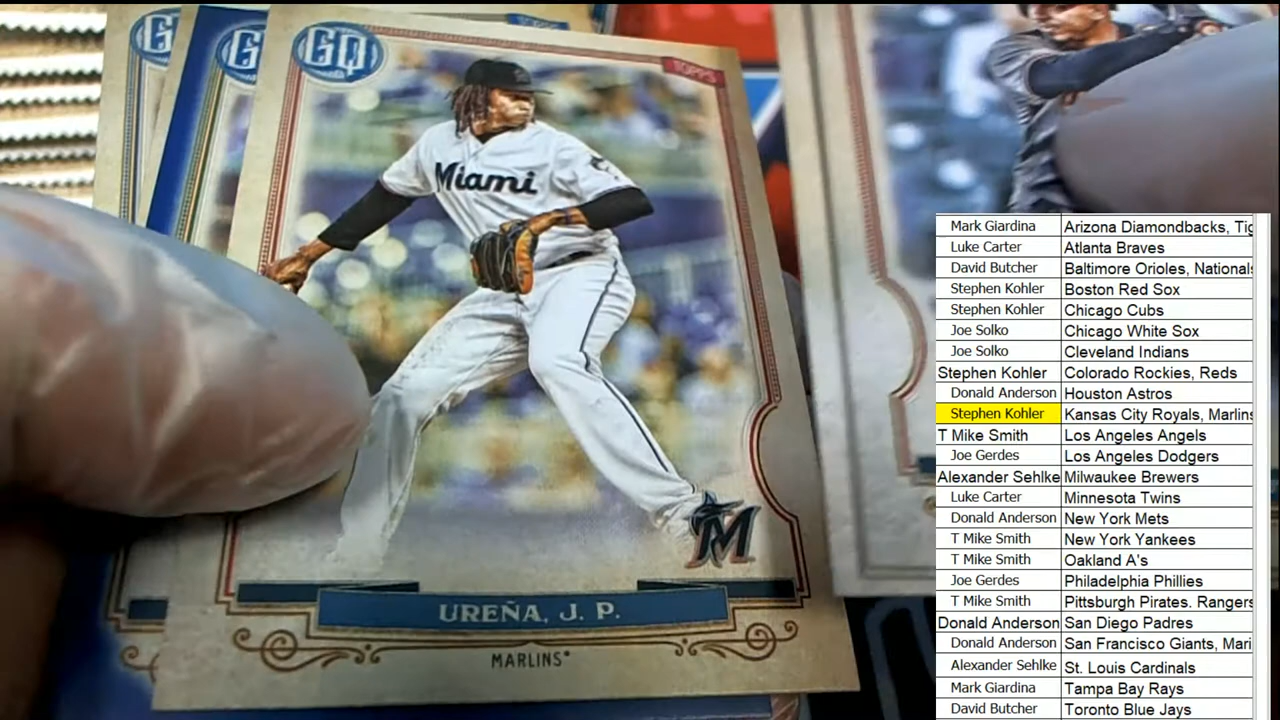 GQ
GQ
GQ
TOPPS
TOPPS
Miami
M
UREÑA, J. P.
MARLINS
Mark Giardina Arizona Diamondbacks, Tig
Luke Carter Atlanta Braves
David Butcher Baltimore Orioles, Nationals
Stephen Kohler Boston Red Sox
Stephen Kohler Chicago Cubs
Joe Solko Chicago White Sox
Joe Solko Cleveland Indians
Stephen Kohler Colorado Rockies, Reds
Donald Anderson Houston Astros
Stephen Kohler Kansas City Royals, Marlins
T Mike Smith Los Angeles Angels
Joe Gerdes Los Angeles Dodgers
Alexander Sehlke Milwaukee Brewers
Luke Carter Minnesota Twins
Donald Anderson New York Mets
T Mike Smith New York Yankees
T Mike Smith Oakland A's
Joe Gerdes Philadelphia Phillies
T Mike Smith Pittsburgh Pirates. Rangers
Donald Anderson San Diego Padres
Donald Anderson San Francisco Giants, Mari
Alexander Sehlke St. Louis Cardinals
Mark Giardina Tampa Bay Rays
David Butcher Toronto Blue Jays